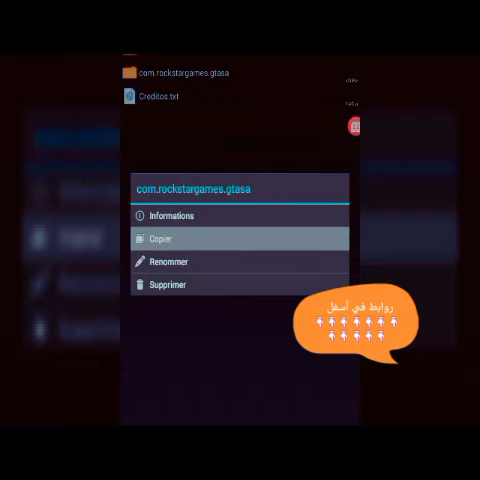 com.rockstargames.gtasa
Creditos.txt
com.rockstargames.gtasa
Informations
Copier
Renommer
Supprimer
روابط في أسفل
👇👇👇👇👇👇👇
👇👇👇👇👇